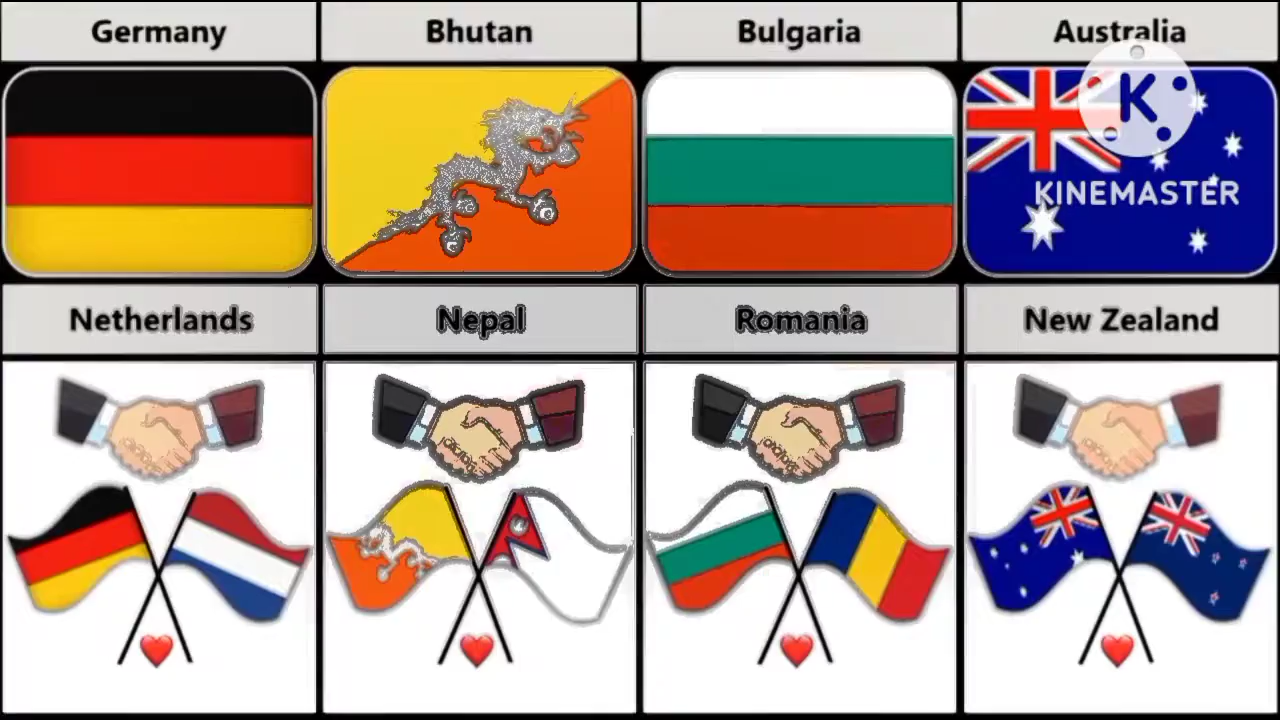 Germany
Bhutan
Bulgaria
Australia
K
KINEMASTER
Netherlands
Nepal
Romania
New Zealand